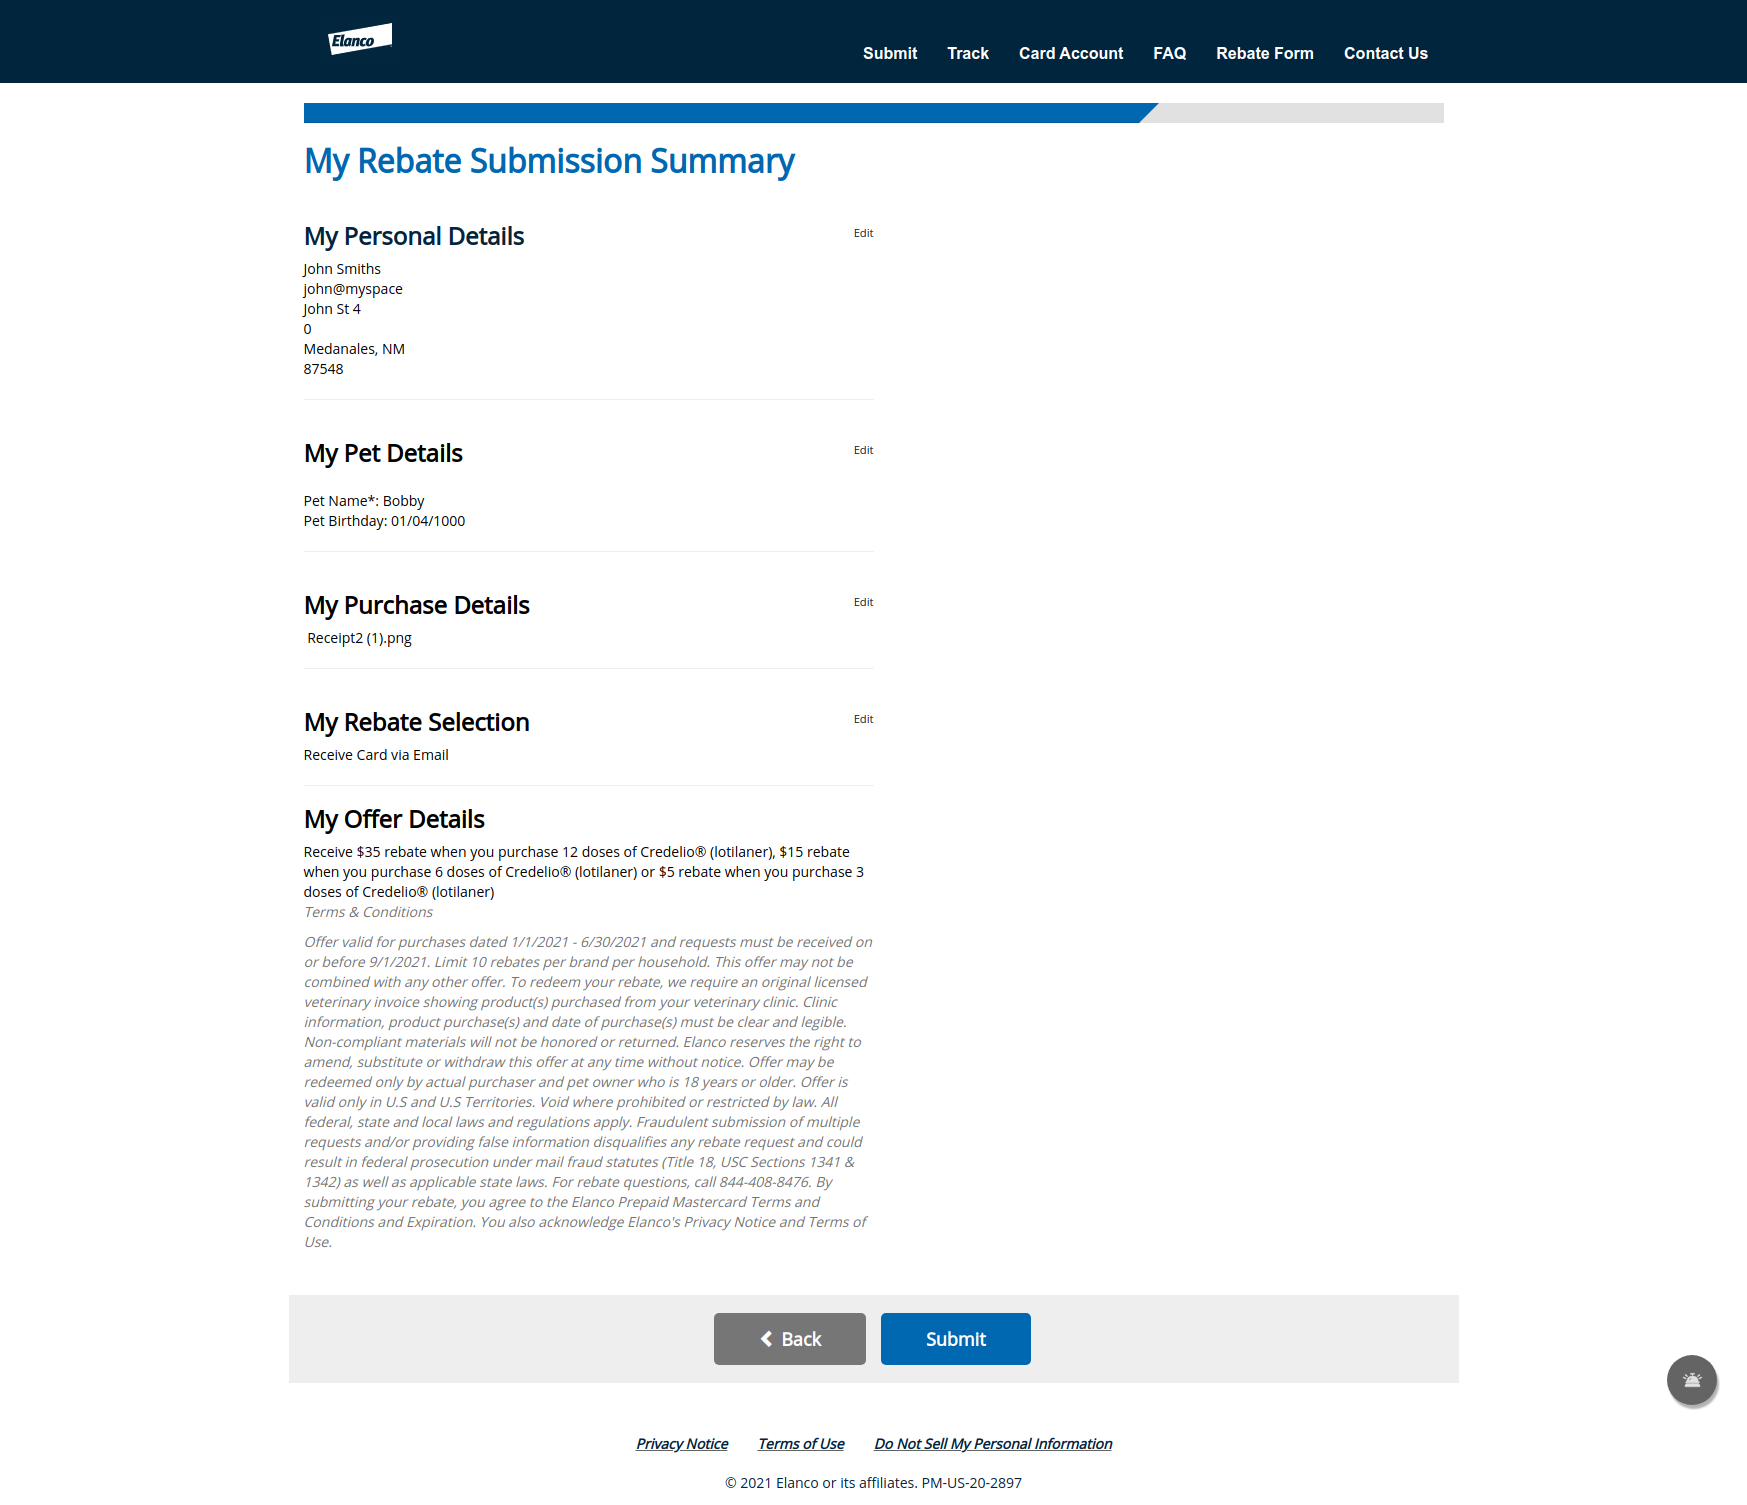 Elanco
Submit Track Card Account FAQ Rebate Form Contact Us
My Rebate Submission Summary
My Personal Details Edit
John Smiths
john@myspace
John St 4
0
Medanales, NM
87548
My Pet Details Edit
Pet Name*: Bobby
Pet Birthday: 01/04/1000
My Purchase Details Edit
Receipt2 (1).png
My Rebate Selection Edit
Receive Card via Email
My Offer Details
Receive $35 rebate when you purchase 12 doses of Credelio® (lotilaner), $15 rebate
when you purchase 6 doses of Credelio® (lotilaner) or $5 rebate when you purchase 3
doses of Credelio® (lotilaner)
Terms & Conditions
Offer valid for purchases dated 1/1/2021 - 6/30/2021 and requests must be received on
or before 9/1/2021. Limit 10 rebates per brand per household. This offer may not be
combined with any other offer. To redeem your rebate, we require an original licensed
veterinary invoice showing product(s) purchased from your veterinary clinic. Clinic
information, product purchase(s) and date of purchase(s) must be clear and legible.
Non-compliant materials will not be honored or returned. Elanco reserves the right to
amend, substitute or withdraw this offer at any time without notice. Offer may be
redeemed only by actual purchaser and pet owner who is 18 years or older. Offer is
valid only in U.S and U.S Territories. Void where prohibited or restricted by law. All
federal, state and local laws and regulations apply. Fraudulent submission of multiple
requests and/or providing false information disqualifies any rebate request and could
result in federal prosecution under mail fraud statutes (Title 18, USC Sections 1341 &
1342) as well as applicable state laws. For rebate questions, call 844-408-8476. By
submitting your rebate, you agree to the Elanco Prepaid Mastercard Terms and
Conditions and Expiration. You also acknowledge Elanco's Privacy Notice and Terms of
Use.
Back Submit
Privacy Notice Terms of Use Do Not Sell My Personal Information
© 2021 Elanco or its affiliates. PM-US-20-2897